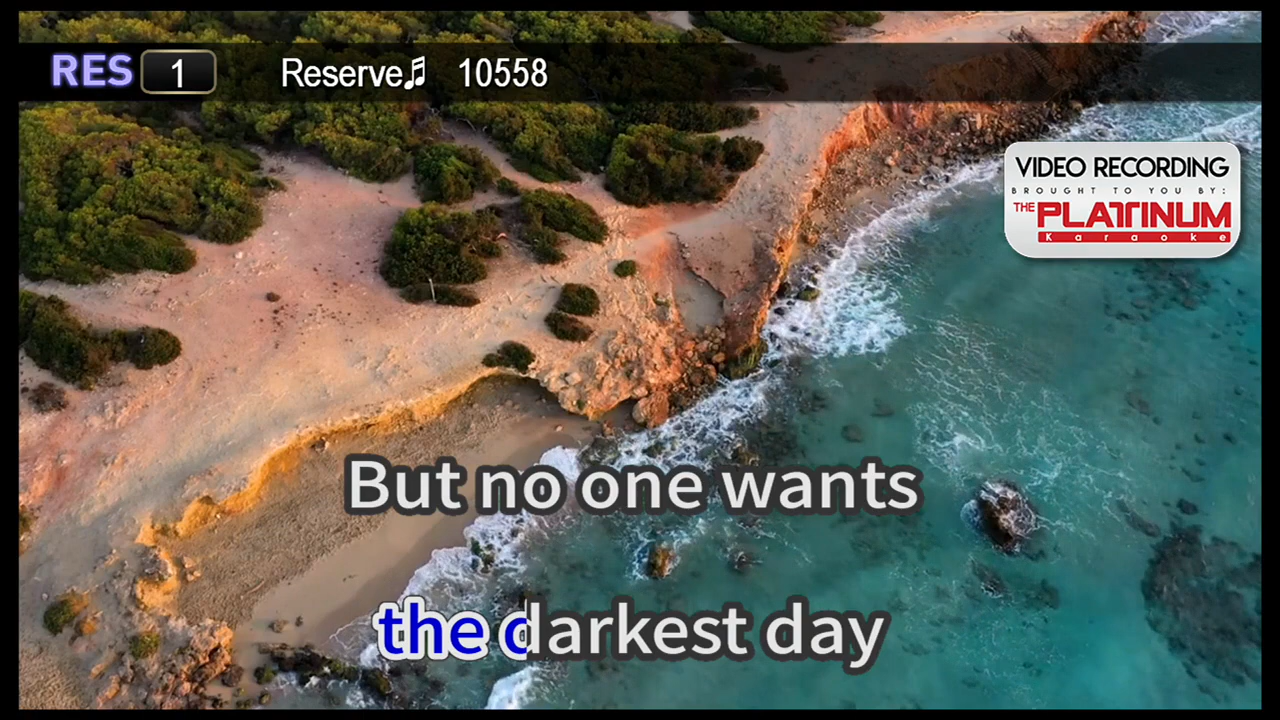 RES 1 Reserve♫ 10558
VIDEO RECORDING
BROUGHT TO YOU BY:
THE PLATINUM
Karaoke
But no one wants
the darkest day